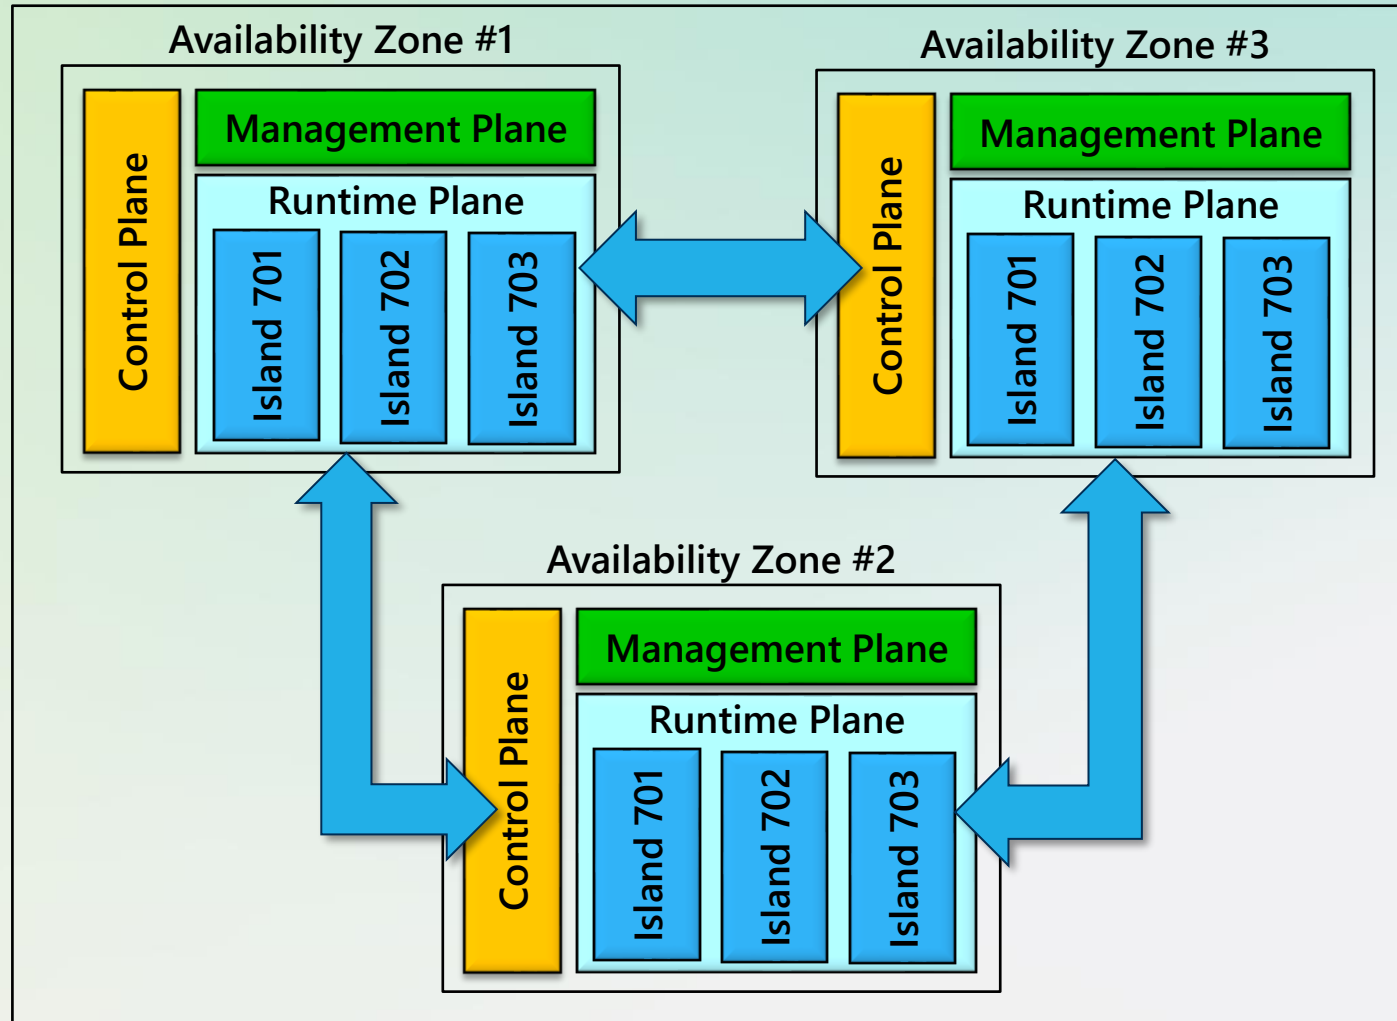 Availability Zone #1
Control Plane
Management Plane
Runtime Plane
Island 701
Island 702
Island 703
Availability Zone #3
Control Plane
Management Plane
Runtime Plane
Island 701
Island 702
Island 703
Availability Zone #2
Control Plane
Management Plane
Runtime Plane
Island 701
Island 702
Island 703